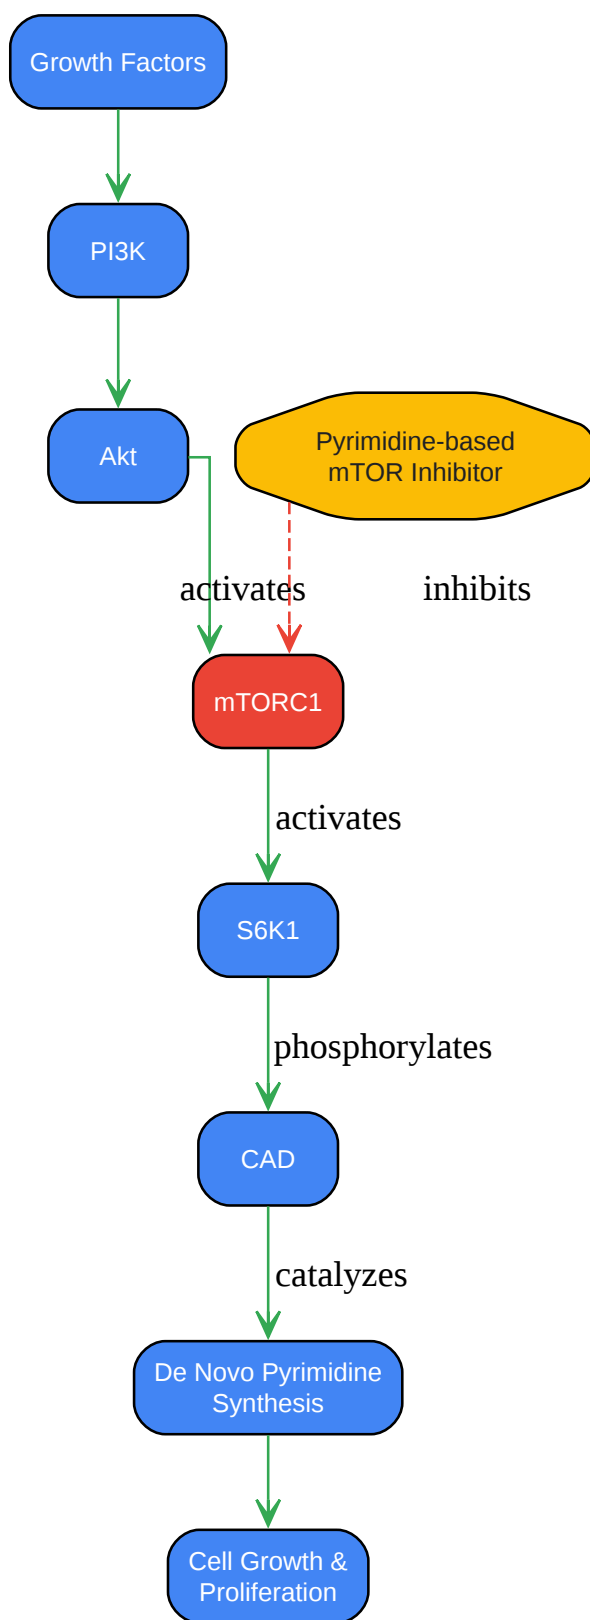 Growth Factors
PI3K
Akt
Pyrimidine-based
mTOR Inhibitor
activates
inhibits
mTORC1
activates
S6K1
phosphorylates
CAD
catalyzes
De Novo Pyrimidine
Synthesis
Cell Growth &
Proliferation